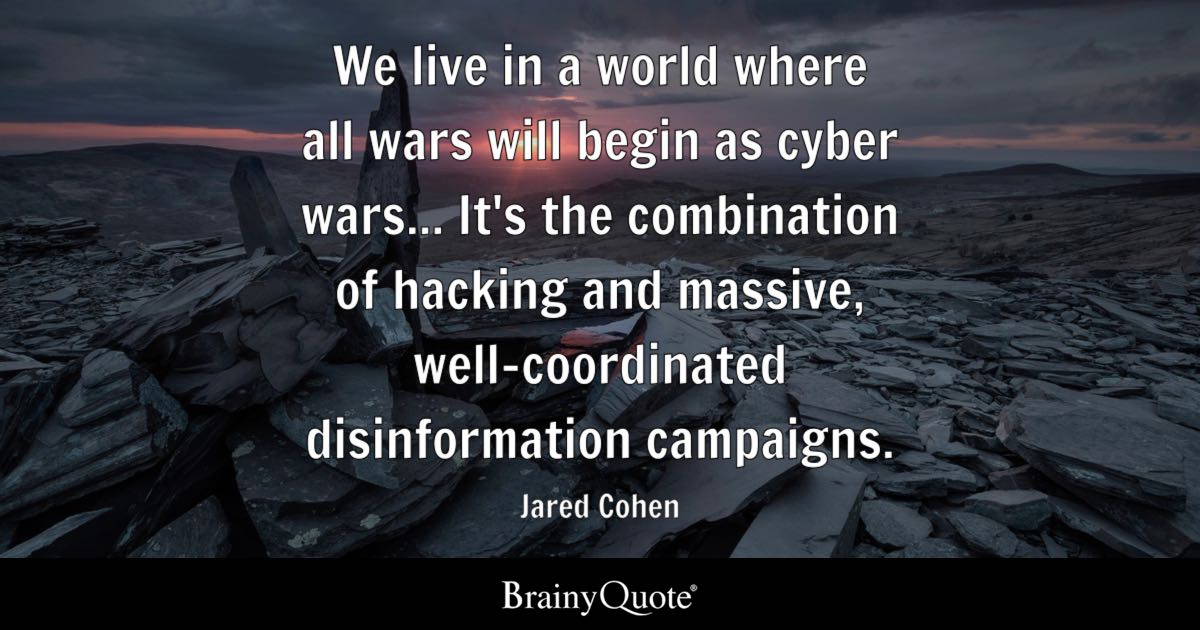 We live in a world where
all wars will begin as cyber
wars... It's the combination
of hacking and massive,
well-coordinated
disinformation campaigns.
Jared Cohen
BrainyQuote®